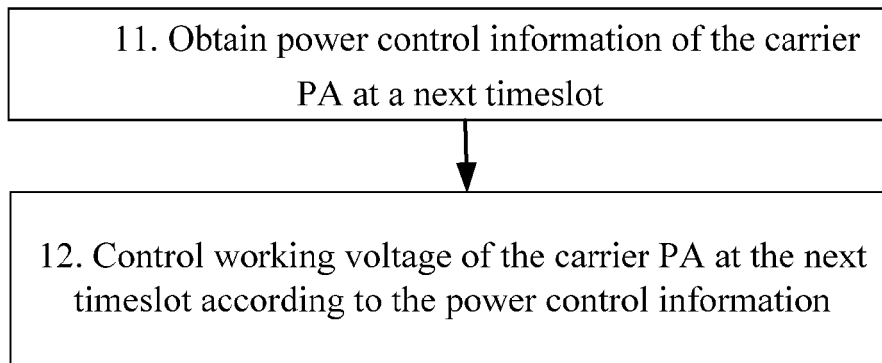 11. Obtain power control information of the carrier
PA at a next timeslot
12. Control working voltage of the carrier PA at the next
timeslot according to the power control information